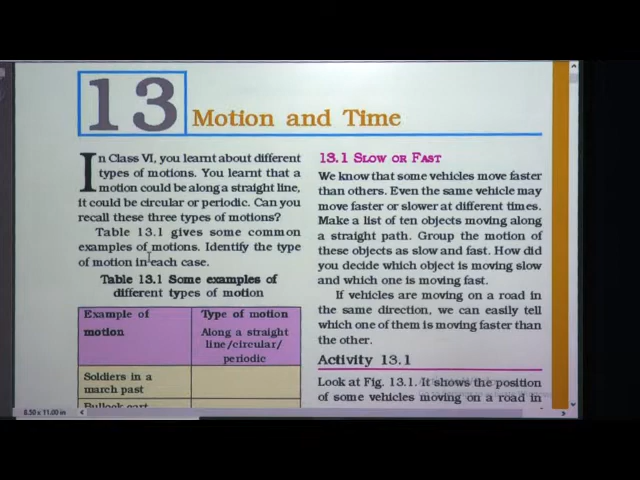 13
Motion and Time
In Class VI, you learnt about different
types of motions. You learnt that a
motion could be along a straight line,
it could be circular or periodic. Can you
recall these three types of motions?
Table 13.1 gives some common
examples of motions. Identify the type
of motion in each case.
Table 13.1 Some examples of
different types of motion
Example of
motion
Type of motion
Along a straight
line/circular/
periodic
Soldiers in a
march past
Bullock cart
13.1 SLOW OR FAST
We know that some vehicles move faster
than others. Even the same vehicle may
move faster or slower at different times.
Make a list of ten objects moving along
a straight path. Group the motion of
these objects as slow and fast. How did
you decide which object is moving slow
and which one is moving fast.
If vehicles are moving on a road in
the same direction, we can easily tell
which one of them is moving faster than
the other.
Activity 13.1
Look at Fig. 13.1. It shows the position
of some vehicles moving on a road in
8.50 x 11.00 in